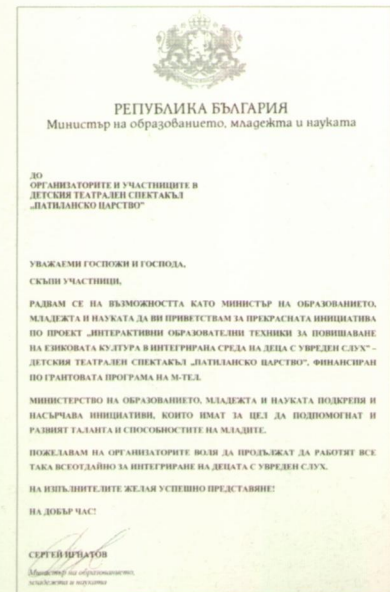 РЕПУБЛИКА БЪЛГАРИЯ
Министър на образованието, младежта и науката
ДО
ОРГАНИЗАТОРИТЕ И УЧАСТНИЦИТЕ В
ДЕТСКИЯ ТЕАТРАЛЕН СПЕКТАКЪЛ
„ПАТИЛАНСКО ЦАРСТВО"
УВАЖАЕМИ ГОСПОЖИ И ГОСПОДА,
СКЪПИ УЧАСТНИЦИ,
РАДВАМ СЕ НА ВЪЗМОЖНОСТТА КАТО МИНИСТЪР НА ОБРАЗОВАНИЕТО,
МЛАДЕЖТА И НАУКАТА ДА ВИ ПРИВЕТСТВАМ ЗА ПРЕКРАСНАТА ИНИЦИАТИВА
ПО ПРОЕКТ „ИНТЕРАКТИВНИ ОБРАЗОВАТЕЛНИ ТЕХНИКИ ЗА ПОВИШАВАНЕ
НА ЕЗИКОВАТА КУЛТУРА В ИНТЕГРИРАНА СРЕДА НА ДЕЦА С УВРЕДЕН СЛУХ" –
ДЕТСКИЯ ТЕАТРАЛЕН СПЕКТАКЪЛ „ПАТИЛАНСКО ЦАРСТВО", ФИНАНСИРАН
ПО ГРАНТОВАТА ПРОГРАМА НА М-ТЕЛ.
МИНИСТЕРСТВО НА ОБРАЗОВАНИЕТО, МЛАДЕЖТА И НАУКАТА ПОДКРЕПЯ И
НАСЪРЧАВА ИНИЦИАТИВИ, КОИТО ИМАТ ЗА ЦЕЛ ДА ПОДПОМОГНАТ И
РАЗВИЯТ ТАЛАНТА И СПОСОБНОСТИТЕ НА МЛАДИТЕ.
ПОЖЕЛАВАМ НА ОРГАНИЗАТОРИТЕ ВОЛЯ ДА ПРОДЪЛЖАТ ДА РАБОТЯТ ВСЕ
ТАКА ВСЕОТДАЙНО ЗА ИНТЕГРИРАНЕ НА ДЕЦАТА С УВРЕДЕН СЛУХ.
НА ИЗПЪЛНИТЕЛИТЕ ЖЕЛАЯ УСПЕШНО ПРЕДСТАВЯНЕ!
НА ДОБЪР ЧАС!
СЕРГЕЙ ИГНАТОВ
Министър на образованието,
младежта и науката